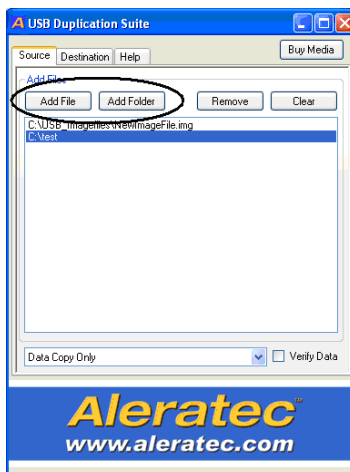 A USB Duplication Suite
Buy Media
Source Destination Help
Add Files
Add File Add Folder Remove Clear
C:\USB_Imagefiles\NewImageFile.img
C:\test
Data Copy Only Verify Data
Aleratec™
www.aleratec.com